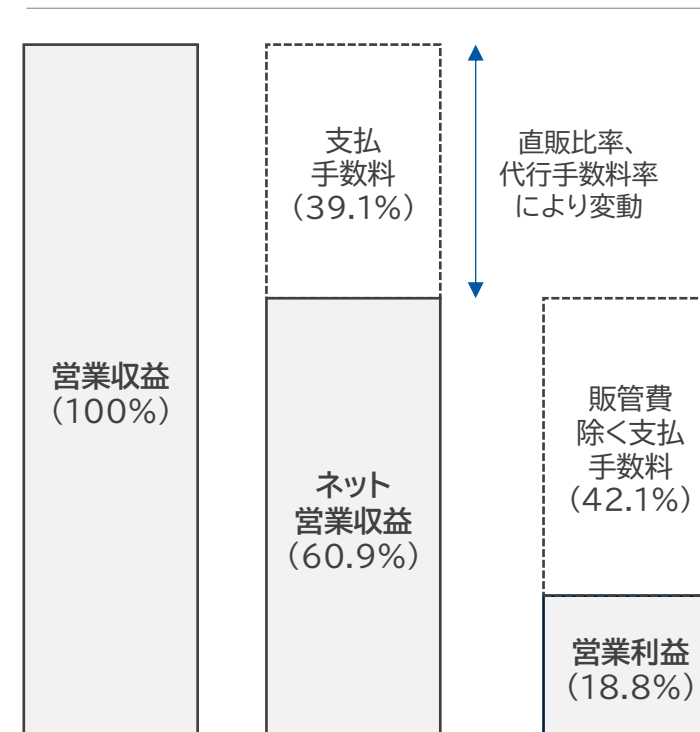 営業収益
(100%)
支払
手数料
(39.1%)
ネット
営業収益
(60.9%)
直販比率、
代行手数料率
により変動
販管費
除く支払
手数料
(42.1%)
営業利益
(18.8%)